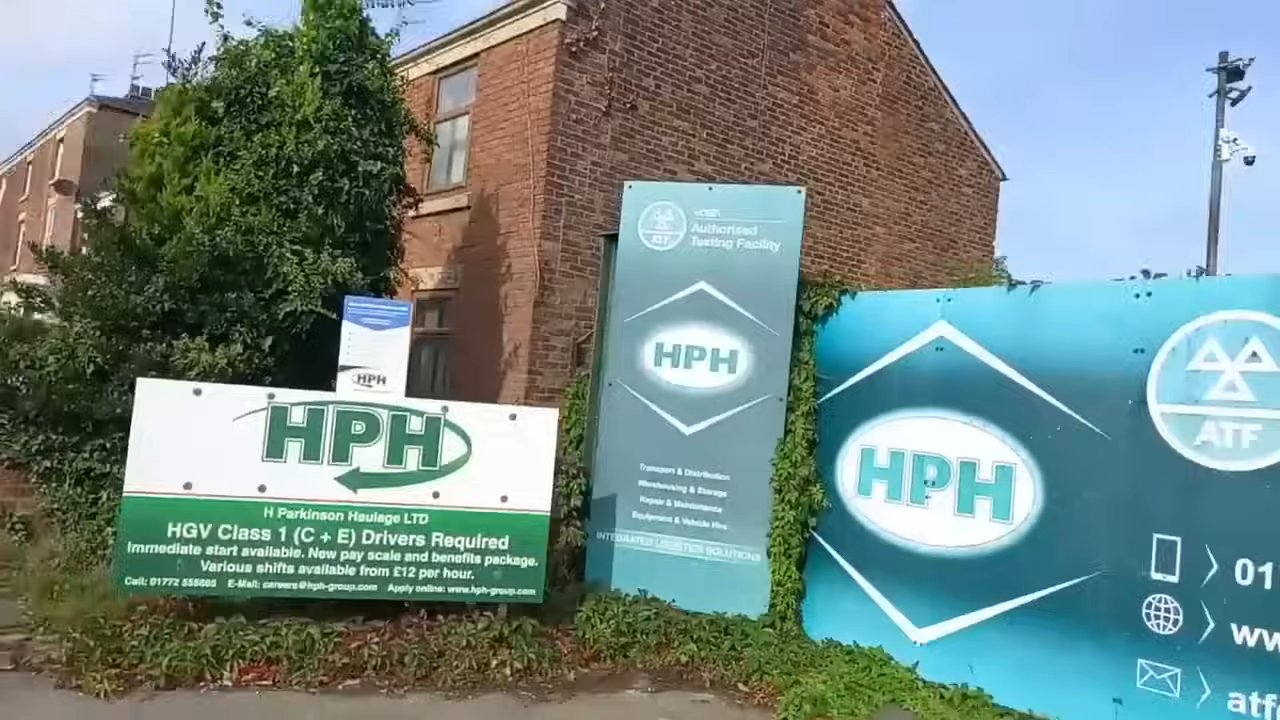 HPH
HPH
H Parkinson Haulage LTD
HGV Class 1 (C + E) Drivers Required
Immediate start available. New pay scale and benefits package.
Various shifts available from £12 per hour.
Call: 01772 555885 E-Mail: careers@hph-group.com Apply online: www.hph-group.com
VOSA
ATF
Authorised
Testing Facility
HPH
Transport & Distribution
Warehousing & Storage
Repair & Maintenance
Equipment & Vehicle Hire
INTEGRATED LOGISTICS SOLUTIONS
HPH
ATF
01
ww
atf